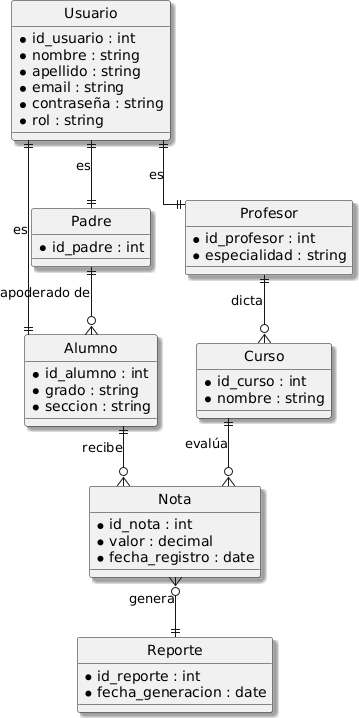 Usuario
id_usuario : int
nombre : string
apellido : string
email : string
contraseña : string
rol : string
es
es
es
Padre
id_padre : int
Profesor
id_profesor : int
especialidad : string
apoderado de
dicta
Alumno
id_alumno : int
grado : string
seccion : string
Curso
id_curso : int
nombre : string
recibe
evalúa
Nota
id_nota : int
valor : decimal
fecha_registro : date
genera
Reporte
id_reporte : int
fecha_generacion : date